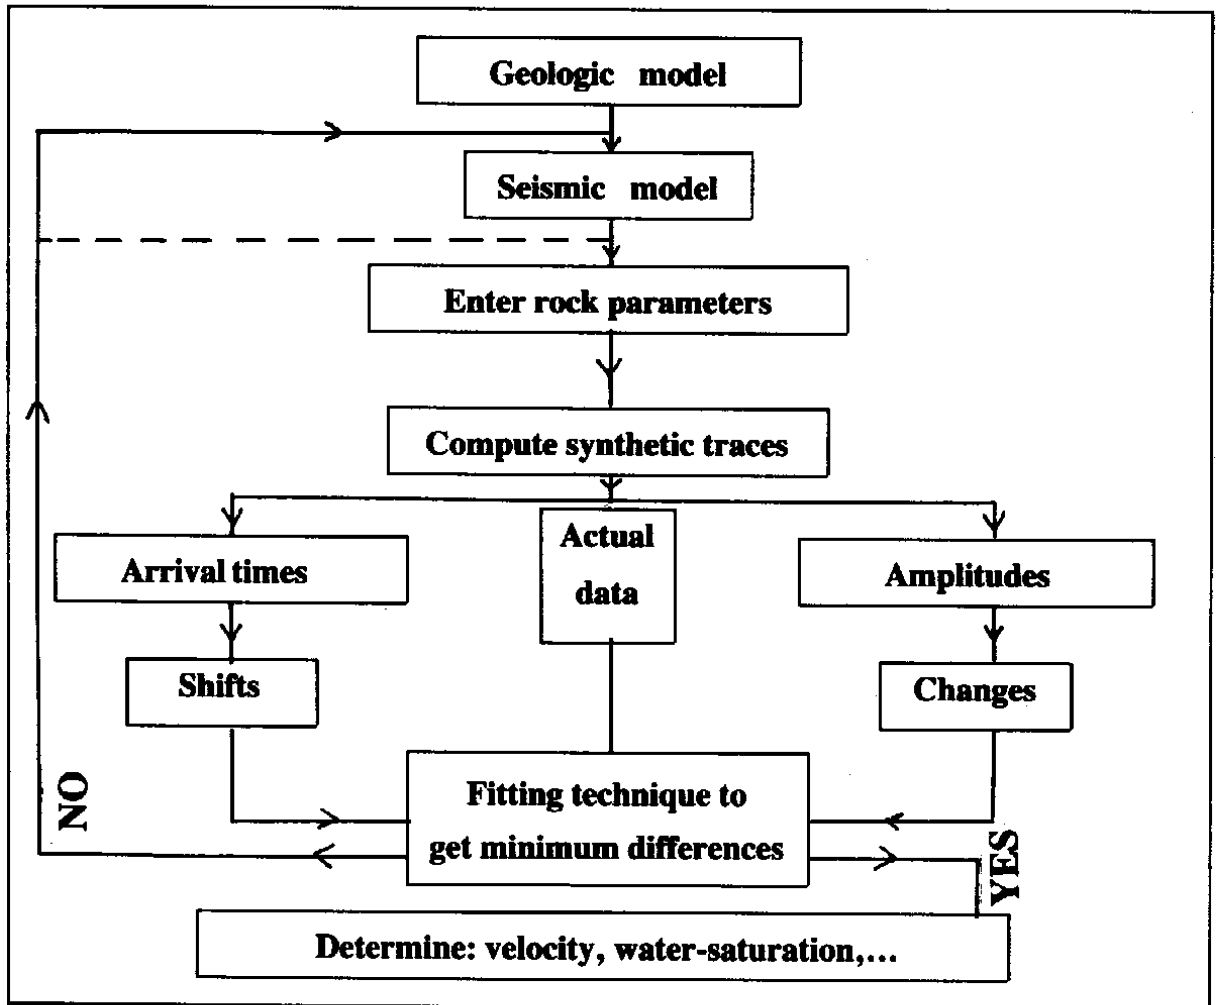 Geologic model
Seismic model
Enter rock parameters
Compute synthetic traces
Arrival times
Actual
data
Amplitudes
Shifts
Changes
NO
Fitting technique to
get minimum differences
YES
Determine: velocity, water-saturation,...